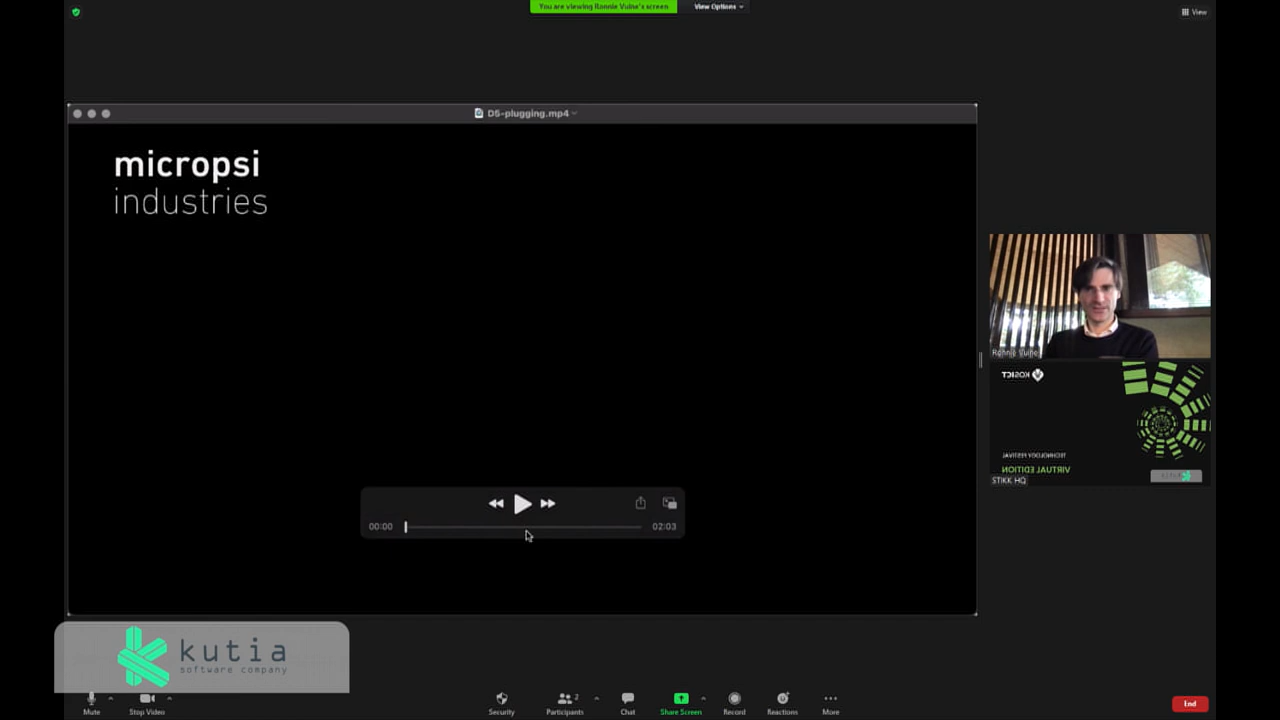 You are viewing Ronnie Vuine's screen
View Options
View
D5-plugging.mp4
micropsi
industries
00:00
02:03
Ronnie Vuine
KOSICT
TECHNOLOGY FESTIVAL
VIRTUAL EDITION
STIKK HQ
kutia
software company
Mute
Stop Video
Security
2
Participants
Chat
Share Screen
Record
Reactions
More
End